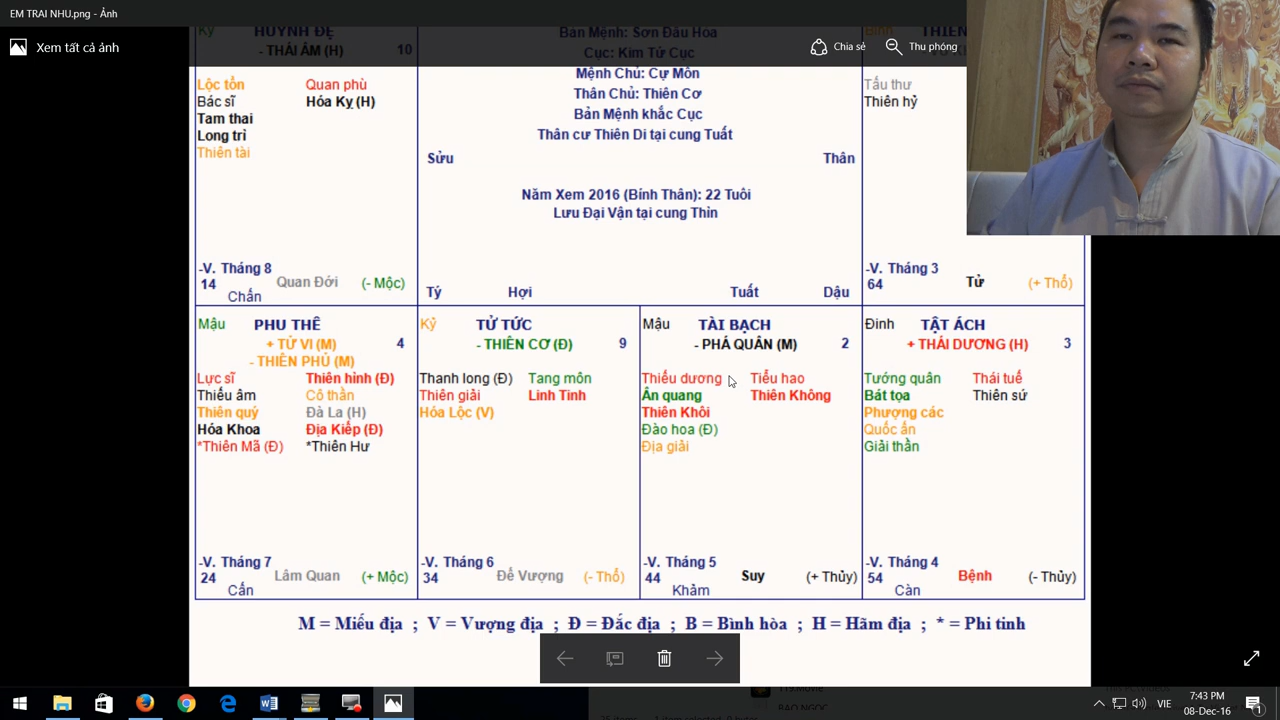 EM TRAI NHU.png - Ảnh
Xem tất cả ảnh
Chia sẻ
Thu phóng
Kỷ HUYNH ĐỆ
- THÁI ÂM (H) 10
Lộc tồn Quan phù
Bác sĩ Hóa Kỵ (H)
Tam thai
Long trì
Thiên tài
-V. Tháng 8
14 Quan Đới (- Mộc)
Chấn
Bản Mệnh: Sơn Đầu Hỏa
Cục: Kim Tứ Cục
Mệnh Chủ: Cự Môn
Thân Chủ: Thiên Cơ
Bản Mệnh khắc Cục
Thân cư Thiên Di tại cung Tuất
Sửu Thân
Năm Xem 2016 (Bính Thân): 22 Tuổi
Lưu Đại Vận tại cung Thìn
Tý Hợi Tuất Dậu
Tấu thư
Thiên hỷ
-V. Tháng 3
64 Tử (+ Thổ)
Mậu PHU THÊ
+ TỬ VI (M) 4
- THIÊN PHỦ (M)
Lực sĩ Thiên hình (Đ)
Thiếu âm Cô thần
Thiên quý Đà La (H)
Hóa Khoa Địa Kiếp (Đ)
*Thiên Mã (Đ) *Thiên Hư
-V. Tháng 7
24 Lâm Quan (+ Mộc)
Cấn
Kỷ TỬ TỨC
- THIÊN CƠ (Đ) 9
Thanh long (Đ) Tang môn
Thiên giải Linh Tinh
Hóa Lộc (V)
-V. Tháng 6
34 Đế Vượng (- Thổ)
Mậu TÀI BẠCH
- PHÁ QUÂN (M) 2
Thiếu dương Tiểu hao
Ân quang Thiên Không
Thiên Khôi
Đào hoa (Đ)
Địa giải
-V. Tháng 5
44 Suy (+ Thủy)
Khảm
Đinh TẬT ÁCH
+ THÁI DƯƠNG (H) 3
Tướng quân Thái tuế
Bát tọa Thiên sứ
Phượng các
Quốc ấn
Giải thần
-V. Tháng 4
54 Bệnh (- Thủy)
Càn
M = Miếu địa ; V = Vượng địa ; Đ = Đắc địa ; B = Bình hòa ; H = Hãm địa ; * = Phi tinh
7:43 PM
VIE
08-Dec-16